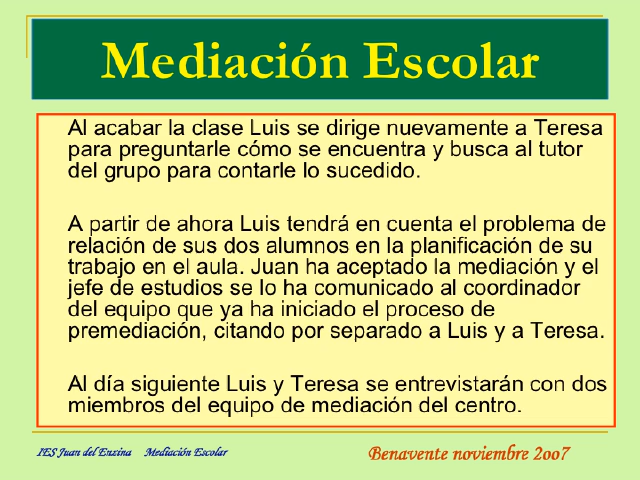 Mediación Escolar
Al acabar la clase Luis se dirige nuevamente a Teresa
para preguntarle cómo se encuentra y busca al tutor
del grupo para contarle lo sucedido.
A partir de ahora Luis tendrá en cuenta el problema de
relación de sus dos alumnos en la planificación de su
trabajo en el aula. Juan ha aceptado la mediación y el
jefe de estudios se lo ha comunicado al coordinador
del equipo que ya ha iniciado el proceso de
premediación, citando por separado a Luis y a Teresa.
Al día siguiente Luis y Teresa se entrevistarán con dos
miembros del equipo de mediación del centro.
IES Juan del Enzina Mediación Escolar
Benavente noviembre 2007